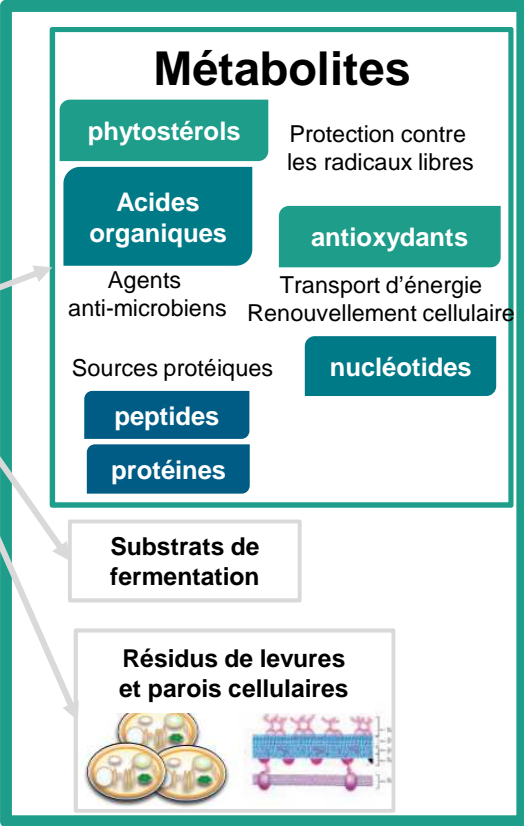 Métabolites
phytostérols
Protection contre
les radicaux libres
Acides
organiques
antioxydants
Agents
anti-microbiens
Transport d’énergie
Renouvellement cellulaire
Sources protéiques
nucléotides
peptides
protéines
Substrats de
fermentation
Résidus de levures
et parois cellulaires